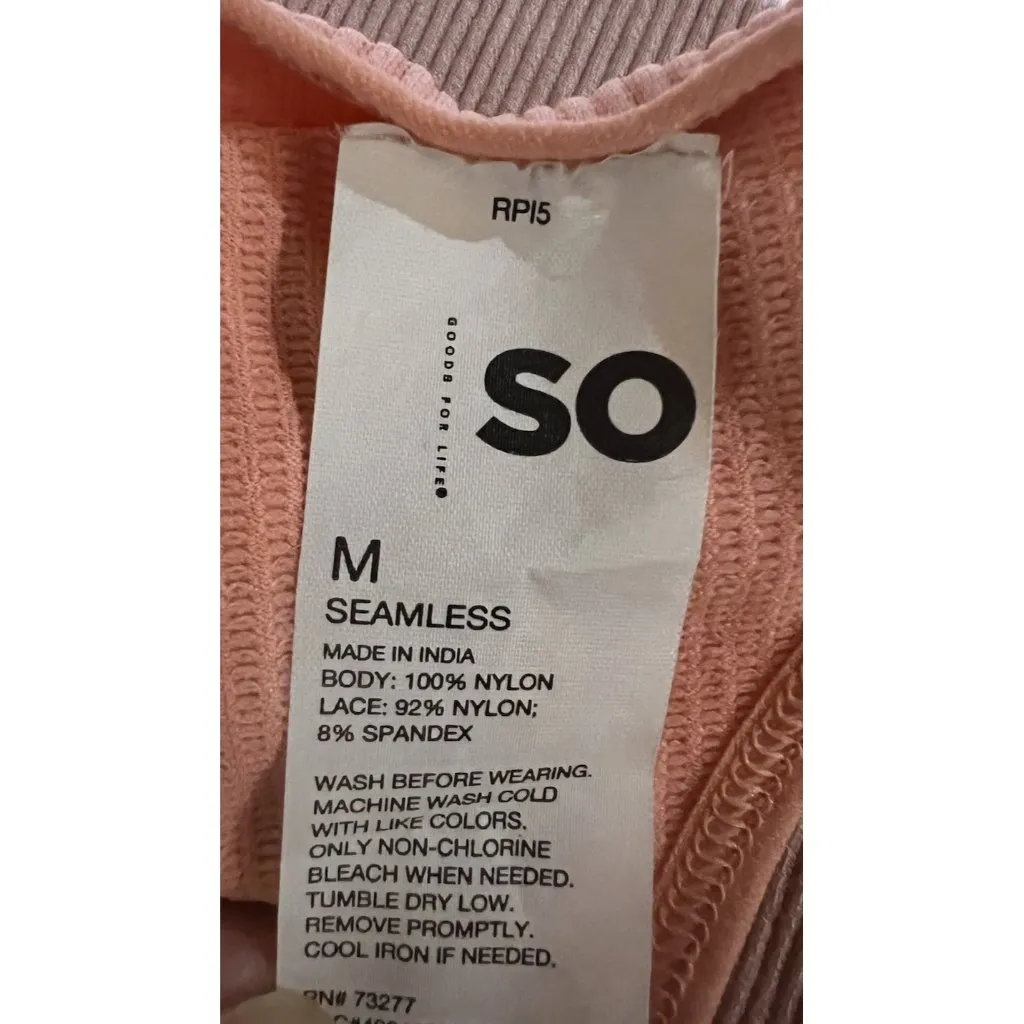 RPI5
GOODS FOR LIFE
SO
M
SEAMLESS
MADE IN INDIA
BODY: 100% NYLON
LACE: 92% NYLON;
8% SPANDEX
WASH BEFORE WEARING.
MACHINE WASH COLD
WITH LIKE COLORS.
ONLY NON-CHLORINE
BLEACH WHEN NEEDED.
TUMBLE DRY LOW.
REMOVE PROMPTLY.
COOL IRON IF NEEDED.
RN# 73277